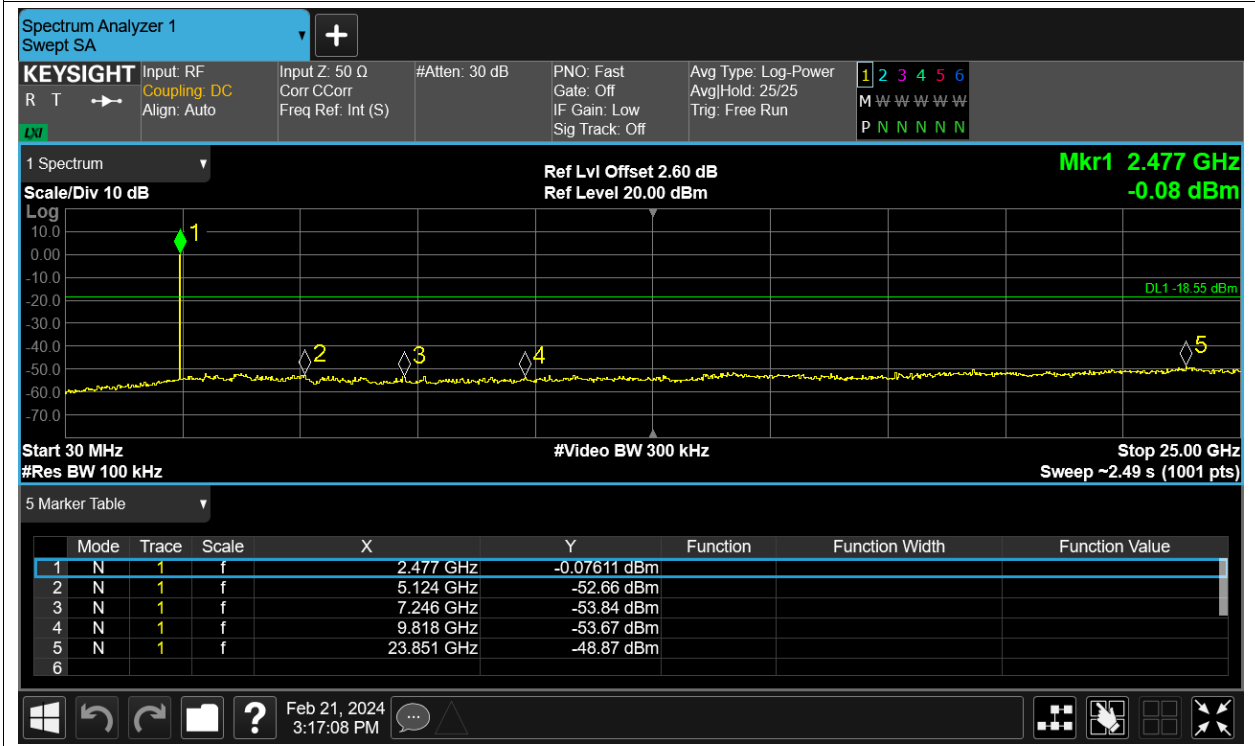 Spectrum Analyzer 1
Swept SA
+
KEYSIGHT
R T
LXI
Input: RF
Coupling: DC
Align: Auto
Input Z: 50 Ω
Corr CCorr
Freq Ref: Int (S)
#Atten: 30 dB
PNO: Fast
Gate: Off
IF Gain: Low
Sig Track: Off
Avg Type: Log-Power
Avg|Hold: 25/25
Trig: Free Run
1 2 3 4 5 6
M W W W W W
P N N N N N
1 Spectrum
Scale/Div 10 dB
Ref Lvl Offset 2.60 dB
Ref Level 20.00 dBm
Mkr1 2.477 GHz
-0.08 dBm
Log
10.0
0.00
-10.0
-20.0
-30.0
-40.0
-50.0
-60.0
-70.0
1
2
3
4
5
DL1 -18.55 dBm
Start 30 MHz
#Res BW 100 kHz
#Video BW 300 kHz
Stop 25.00 GHz
Sweep ~2.49 s (1001 pts)
5 Marker Table
Mode Trace Scale X Y Function Function Width Function Value
1 N 1 f 2.477 GHz -0.07611 dBm
2 N 1 f 5.124 GHz -52.66 dBm
3 N 1 f 7.246 GHz -53.84 dBm
4 N 1 f 9.818 GHz -53.67 dBm
5 N 1 f 23.851 GHz -48.87 dBm
6
?
Feb 21, 2024
3:17:08 PM